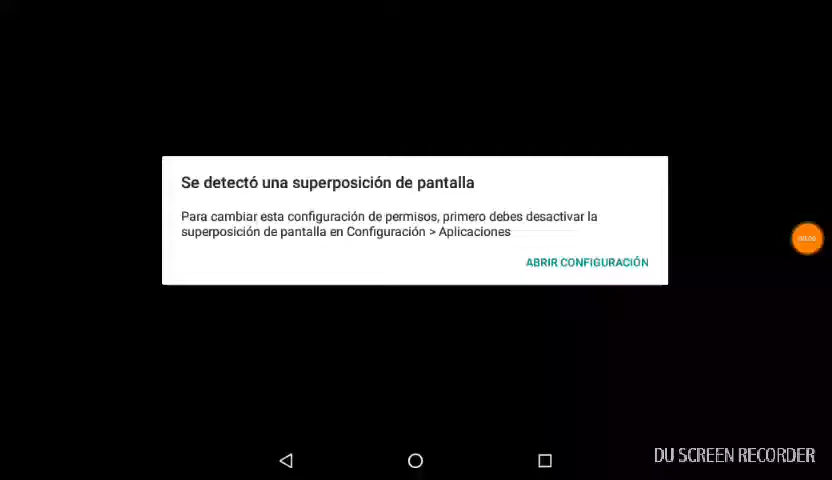 Se detectó una superposición de pantalla
Para cambiar esta configuración de permisos, primero debes desactivar la
superposición de pantalla en Configuración > Aplicaciones
ABRIR CONFIGURACIÓN
DU SCREEN RECORDER